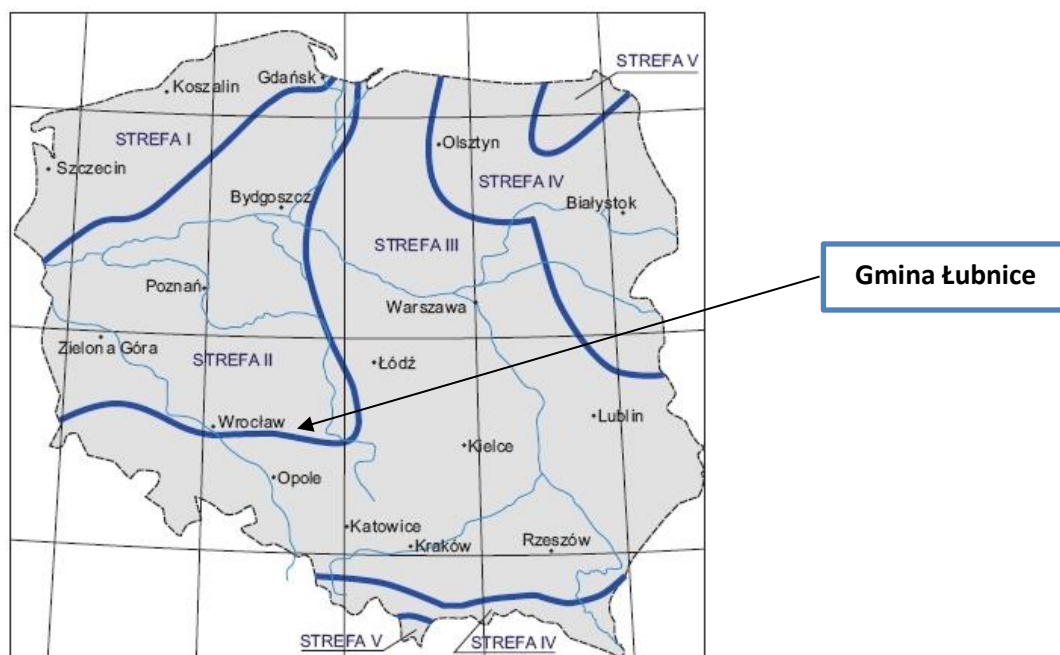 STREFA V
Gdańsk
Koszalin
STREFA I
Olsztyn
Szczecin
STREFA IV
Bydgoszcz
Białystok
STREFA III
Gmina Łubnice
Poznań
Warszawa
Zielona Góra
STREFA II
Łódź
Wrocław
Lublin
Kielce
Opole
Katowice
Kraków
Rzeszów
STREFA V
STREFA IV